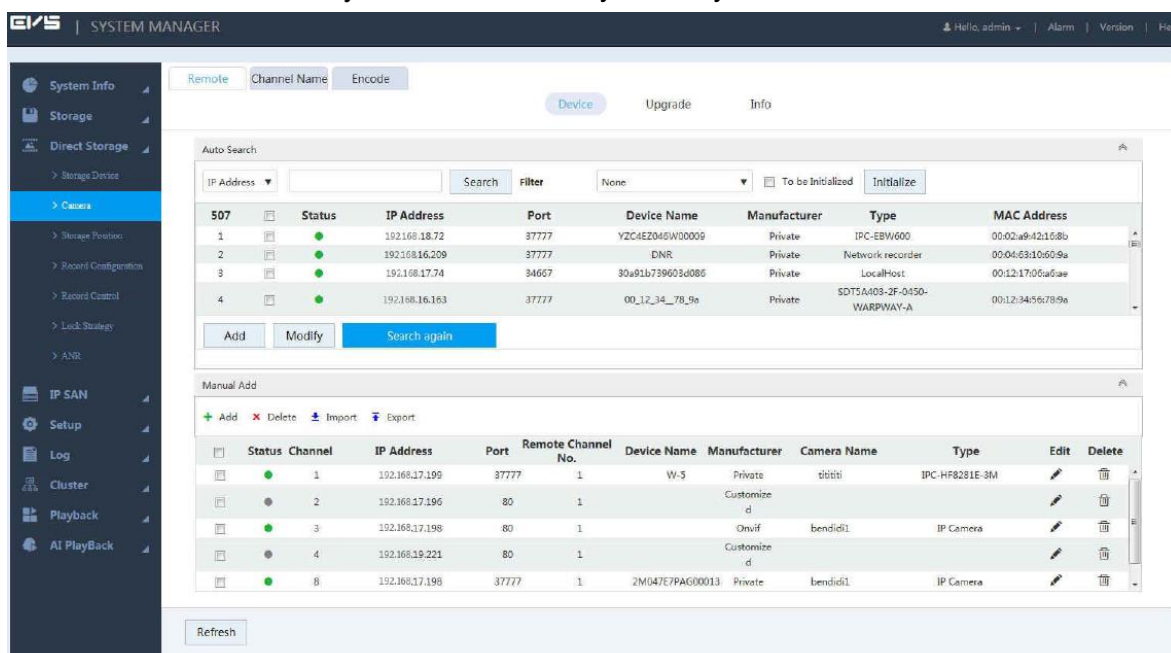 EVS | SYSTEM MANAGER
Hello, admin | Alarm | Version | He
System Info
Storage
Direct Storage
> Storage Device
> Camera
> Storage Position
> Record Configuration
> Record Control
> Lock Strategy
> ANR
IP SAN
Setup
Log
Cluster
Playback
AI PlayBack
Remote Channel Name Encode
Device Upgrade Info
Auto Search
IP Address Search Filter None To be Initialized Initialize
507 Status IP Address Port Device Name Manufacturer Type MAC Address
1 192.168.18.72 37777 YZC4EZ046W00009 Private IPC-EBW600 00:02:a9:42:16:8b
2 192.168.16.209 37777 DNR Private Network recorder 00:04:63:10:60:9a
3 192.168.17.74 34667 30a91b739603d086 Private LocalHost 00:12:17:06:a6:ae
4 192.168.16.163 37777 00_12_34__78_9a Private SDT5A403-2F-0450-
WARPWAY-A 00:12:34:56:78:9a
Add Modify Search again
Manual Add
+ Add × Delete Import Export
Status Channel IP Address Port Remote Channel
No. Device Name Manufacturer Camera Name Type Edit Delete
1 192.168.17.199 37777 1 W-5 Private titititi IPC-HF8281E-3M
2 192.168.17.196 80 1 Customize
d
3 192.168.17.198 80 1 Onvif bendidi1 IP Camera
4 192.168.19.221 80 1 Customize
d
8 192.168.17.198 37777 1 2M047E7PAG00013 Private bendidi1 IP Camera
Refresh